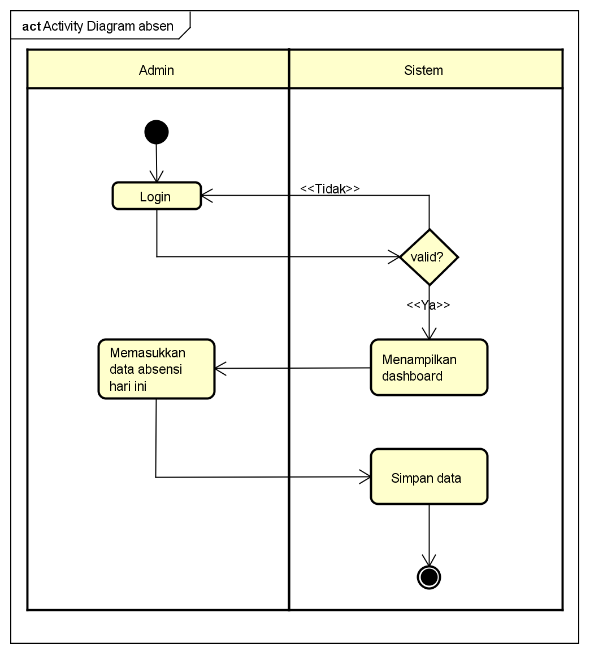 act Activity Diagram absen
Admin
Sistem
Login
<<Tidak>>
valid?
<<Ya>>
Memasukkan
data absensi
hari ini
Menampilkan
dashboard
Simpan data